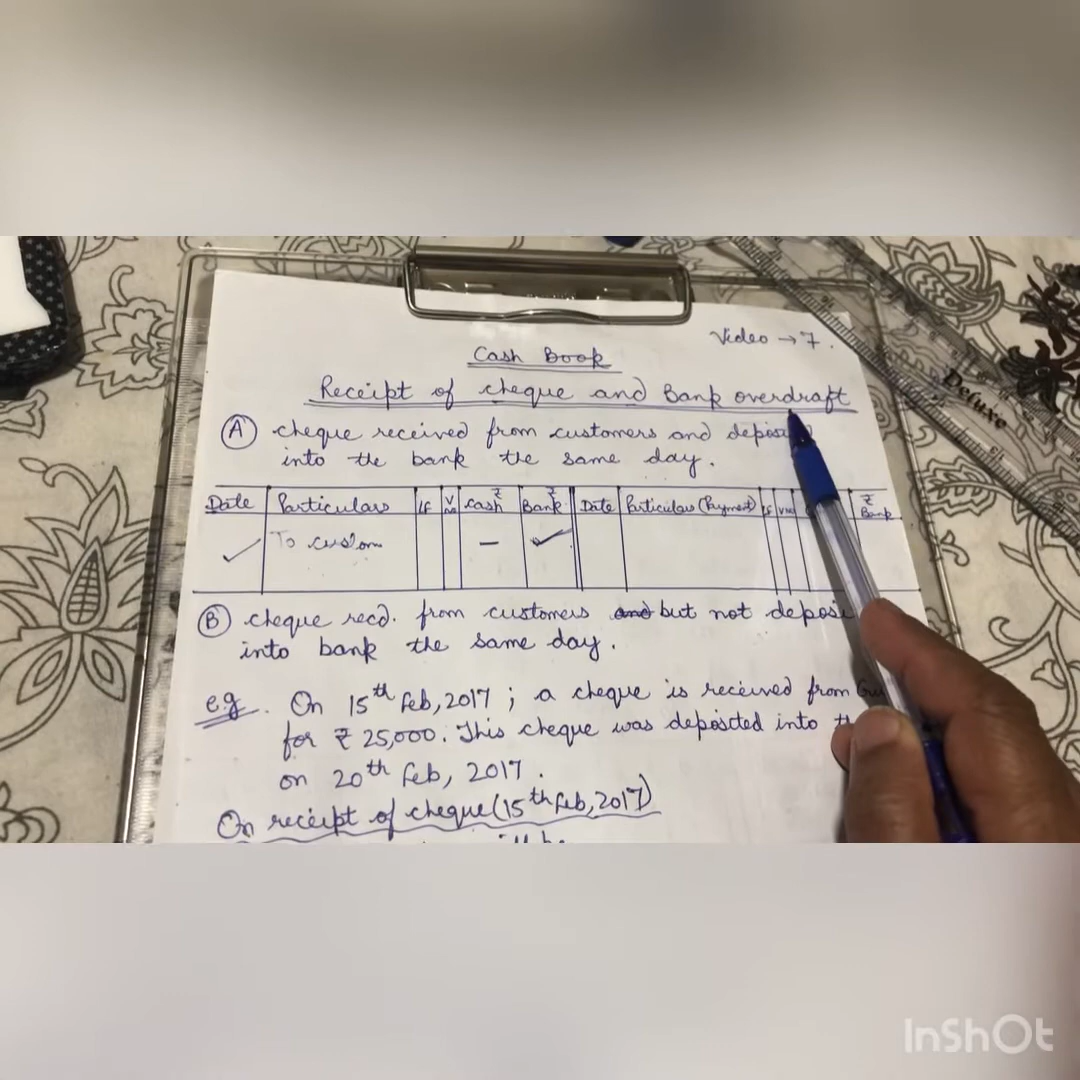 Video → 7.
Cash Book
Receipt of cheque and Bank overdraft
(A) cheque received from customers and
into the bank the same day.
Date Particulars LF V No ₹ Cash ₹ Bank Date Particulars (Payment) LF ₹ Bank
✓ To custom — ✓
(B) cheque recd. from customers and but not
into bank the same day.
e.g. On 15th Feb, 2017 ; a cheque is received from
for ₹ 25,000. This cheque was deposited into
on 20th Feb, 2017.
On receipt of cheque (15th Feb, 2017)
Deluxe
InShOt